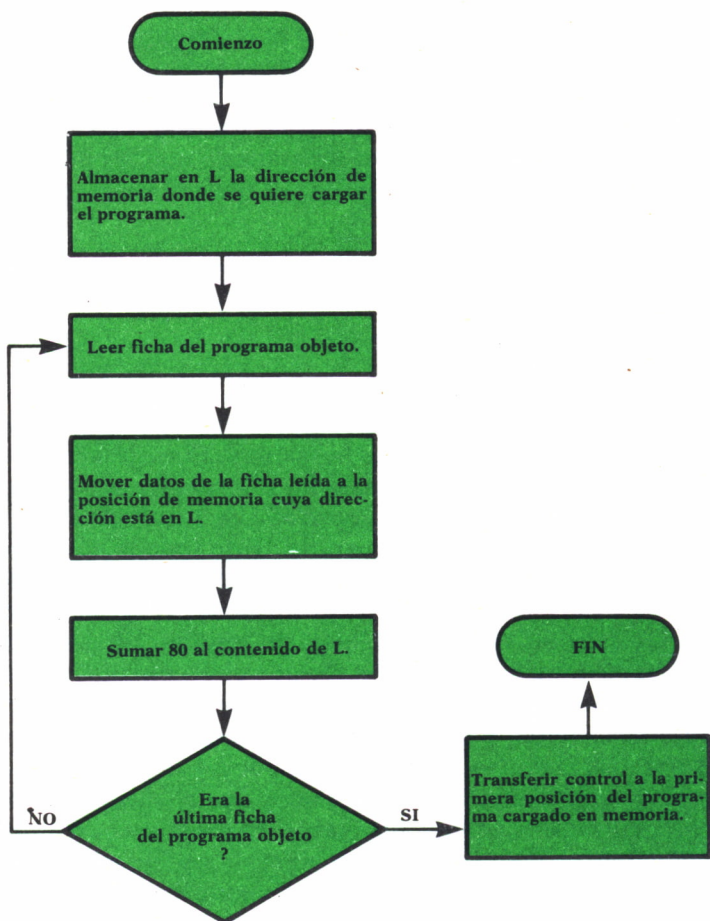 Comienzo
Almacenar en L la dirección de
memoria donde se quiere cargar
el programa.
Leer ficha del programa objeto.
Mover datos de la ficha leída a la
posición de memoria cuya direc-
ción está en L.
Sumar 80 al contenido de L.
Era la
última ficha
del programa objeto
?
NO
SI
Transferir control a la pri-
mera posición del progra-
ma cargado en memoria.
FIN